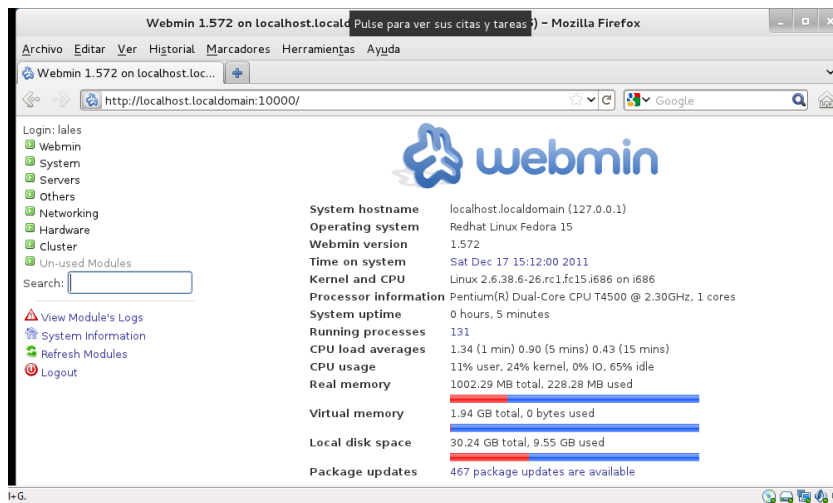 Webmin 1.572 on localhost.locald
Pulse para ver sus citas y tareas
) – Mozilla Firefox
Archivo Editar Ver Historial Marcadores Herramientas Ayuda
Webmin 1.572 on localhost.loc...
http://localhost.localdomain:10000/
Google
Login: lales
Webmin
System
Servers
Others
Networking
Hardware
Cluster
Un-used Modules
Search:
View Module's Logs
System Information
Refresh Modules
Logout
webmin
System hostname localhost.localdomain (127.0.0.1)
Operating system Redhat Linux Fedora 15
Webmin version 1.572
Time on system Sat Dec 17 15:12:00 2011
Kernel and CPU Linux 2.6.38.6-26.rc1.fc15.i686 on i686
Processor information Pentium(R) Dual-Core CPU T4500 @ 2.30GHz, 1 cores
System uptime 0 hours, 5 minutes
Running processes 131
CPU load averages 1.34 (1 min) 0.90 (5 mins) 0.43 (15 mins)
CPU usage 11% user, 24% kernel, 0% IO, 65% idle
Real memory 1002.29 MB total, 228.28 MB used
Virtual memory 1.94 GB total, 0 bytes used
Local disk space 30.24 GB total, 9.55 GB used
Package updates 467 package updates are available
I+G.